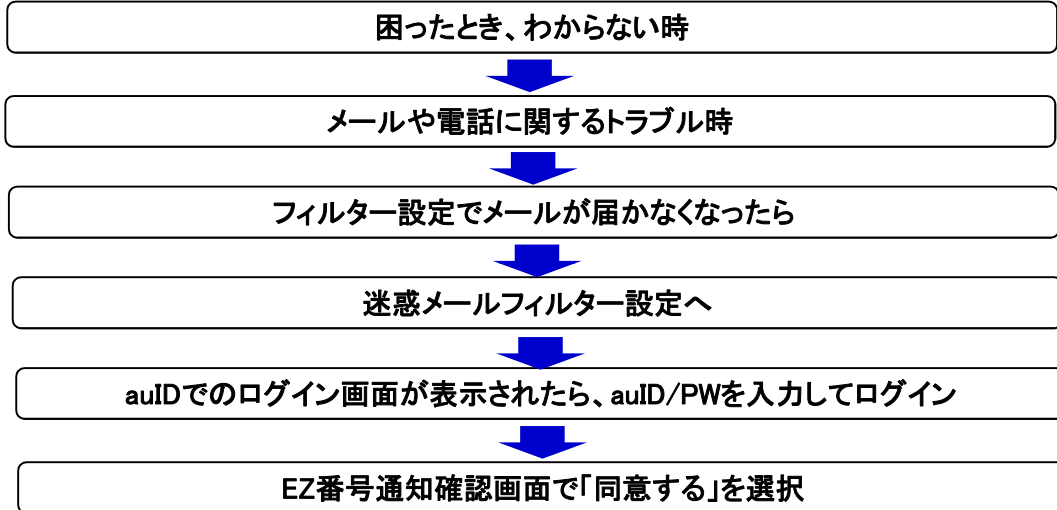 困ったとき、わからない時
メールや電話に関するトラブル時
フィルター設定でメールが届かなくなったら
迷惑メールフィルター設定へ
auIDでのログイン画面が表示されたら、auID/PWを入力してログイン
EZ番号通知確認画面で「同意する」を選択